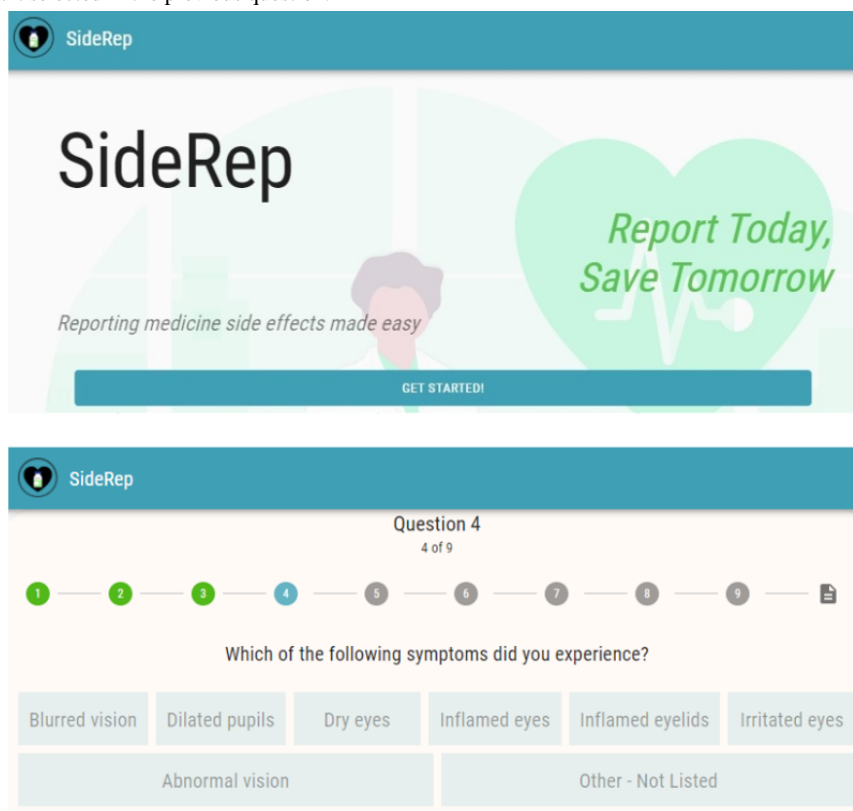 SideRep
SideRep
Report Today,
Save Tomorrow
Reporting medicine side effects made easy
GET STARTED!
SideRep
Question 4
4 of 9
1 2 3 4 5 6 7 8 9
Which of the following symptoms did you experience?
Blurred vision Dilated pupils Dry eyes Inflamed eyes Inflamed eyelids Irritated eyes
Abnormal vision Other - Not Listed